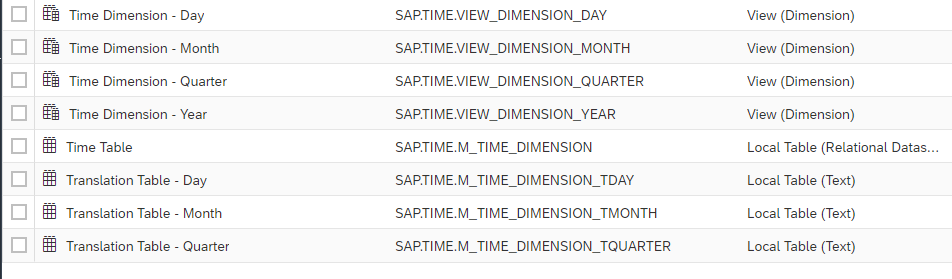 Time Dimension - Day SAP.TIME.VIEW_DIMENSION_DAY View (Dimension)
Time Dimension - Month SAP.TIME.VIEW_DIMENSION_MONTH View (Dimension)
Time Dimension - Quarter SAP.TIME.VIEW_DIMENSION_QUARTER View (Dimension)
Time Dimension - Year SAP.TIME.VIEW_DIMENSION_YEAR View (Dimension)
Time Table SAP.TIME.M_TIME_DIMENSION Local Table (Relational Datas...
Translation Table - Day SAP.TIME.M_TIME_DIMENSION_TDAY Local Table (Text)
Translation Table - Month SAP.TIME.M_TIME_DIMENSION_TMONTH Local Table (Text)
Translation Table - Quarter SAP.TIME.M_TIME_DIMENSION_TQUARTER Local Table (Text)